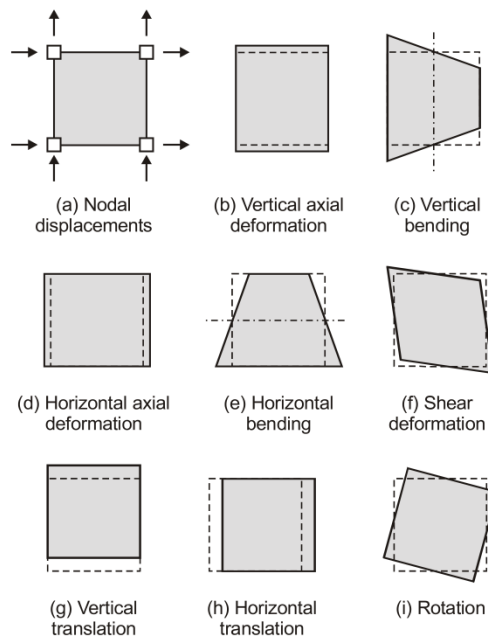 (a) Nodal
displacements
(b) Vertical axial
deformation
(c) Vertical
bending
(d) Horizontal axial
deformation
(e) Horizontal
bending
(f) Shear
deformation
(g) Vertical
translation
(h) Horizontal
translation
(i) Rotation